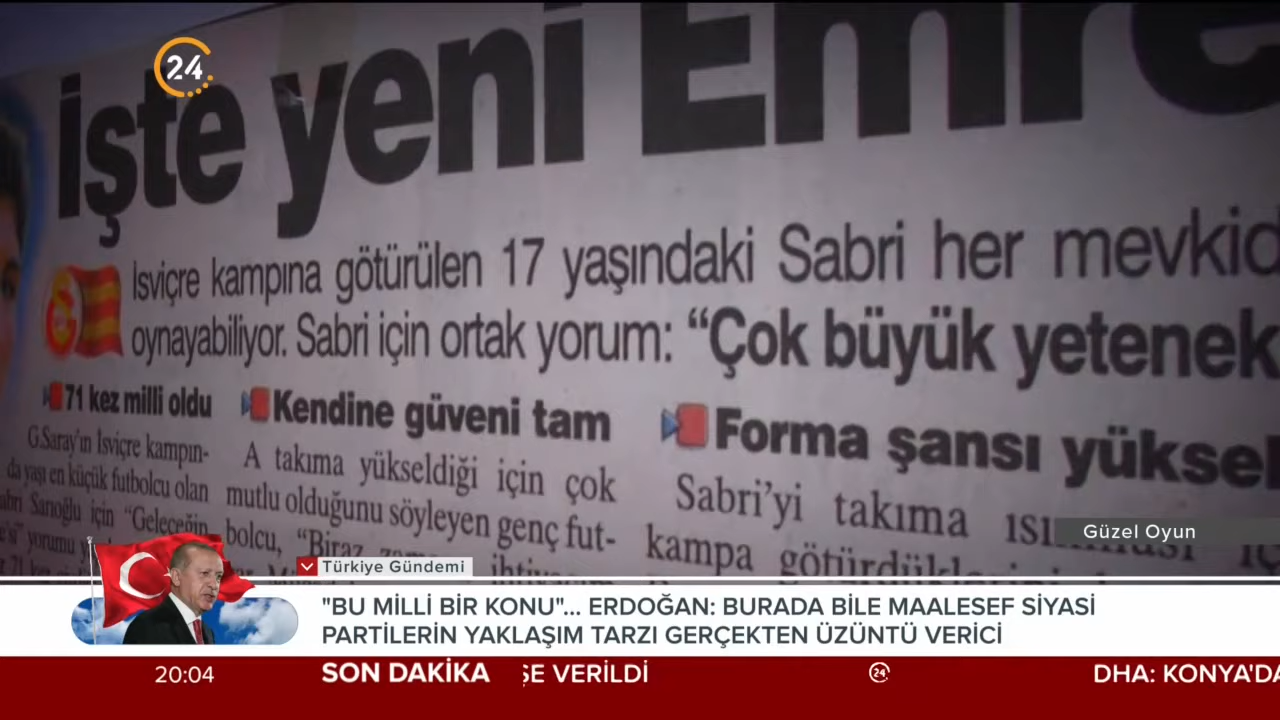 24
İşte yeni Emre
İsviçre kampına götürülen 17 yaşındaki Sabri her mevkid
oynayabiliyor. Sabri için ortak yorum: “Çok büyük yetenek
71 kez milli oldu
G.Saray'ın İsviçre kampın-
da yaşı en küçük futbolcu olan
Sarıoğlu için “Geleceğin
yorumu
Kendine güveni tam
A takıma yükseldiği için çok
mutlu olduğunu söyleyen genç fut-
bolcu, “Biraz
Forma şansı yüksel
Sabri'yi takıma
kampa
Güzel Oyun
Türkiye Gündemi
"BU MİLLİ BİR KONU"... ERDOĞAN: BURADA BİLE MAALESEF SİYASİ
PARTİLERİN YAKLAŞIM TARZI GERÇEKTEN ÜZÜNTÜ VERİCİ
20:04 SON DAKİKA ŞE VERİLDİ 24 DHA: KONYA'DA